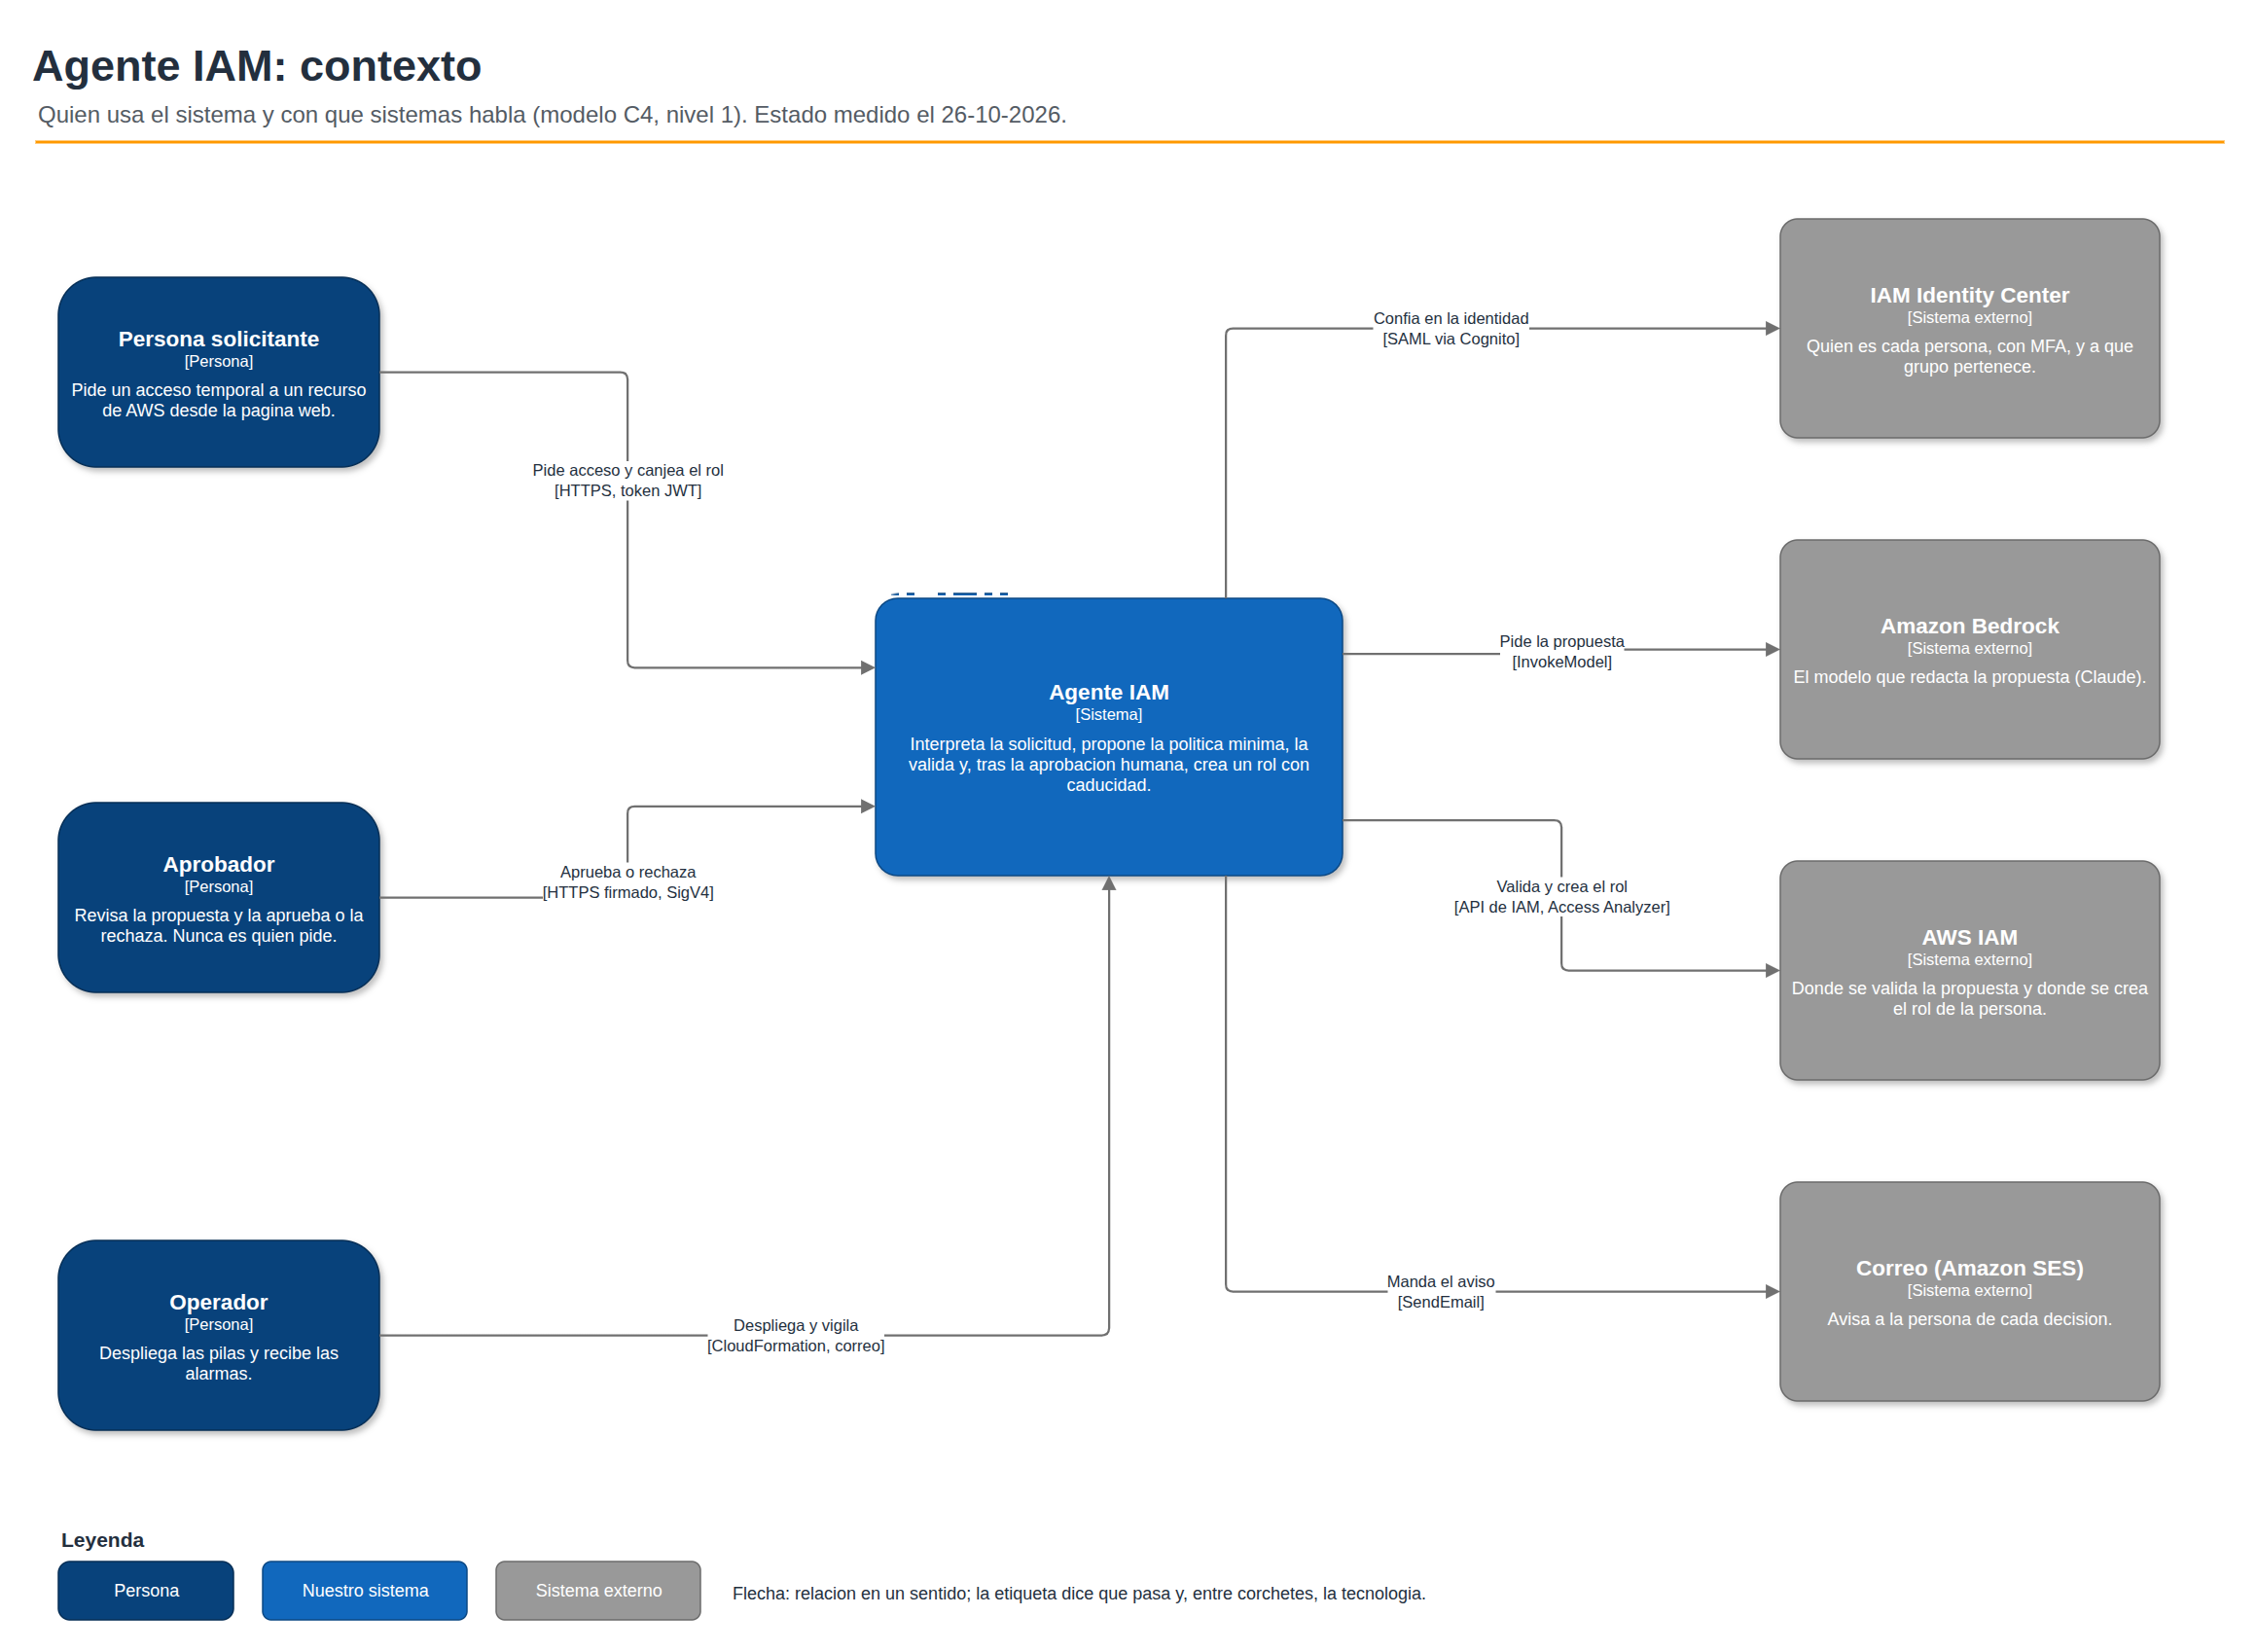 Agente IAM: contexto
Quien usa el sistema y con que sistemas habla (modelo C4, nivel 1). Estado medido el 26-10-2026.
Persona solicitante
[Persona]
Pide un acceso temporal a un recurso
de AWS desde la pagina web.
Pide acceso y canjea el rol
[HTTPS, token JWT]
Confia en la identidad
[SAML via Cognito]
IAM Identity Center
[Sistema externo]
Quien es cada persona, con MFA, y a que
grupo pertenece.
Agente IAM
[Sistema]
Interpreta la solicitud, propone la politica minima, la
valida y, tras la aprobacion humana, crea un rol con
caducidad.
Pide la propuesta
[InvokeModel]
Amazon Bedrock
[Sistema externo]
El modelo que redacta la propuesta (Claude).
Aprobador
[Persona]
Revisa la propuesta y la aprueba o la
rechaza. Nunca es quien pide.
Aprueba o rechaza
[HTTPS firmado, SigV4]
Valida y crea el rol
[API de IAM, Access Analyzer]
AWS IAM
[Sistema externo]
Donde se valida la propuesta y donde se crea
el rol de la persona.
Operador
[Persona]
Despliega las pilas y recibe las
alarmas.
Despliega y vigila
[CloudFormation, correo]
Manda el aviso
[SendEmail]
Correo (Amazon SES)
[Sistema externo]
Avisa a la persona de cada decision.
Leyenda
Persona
Nuestro sistema
Sistema externo
Flecha: relacion en un sentido; la etiqueta dice que pasa y, entre corchetes, la tecnologia.